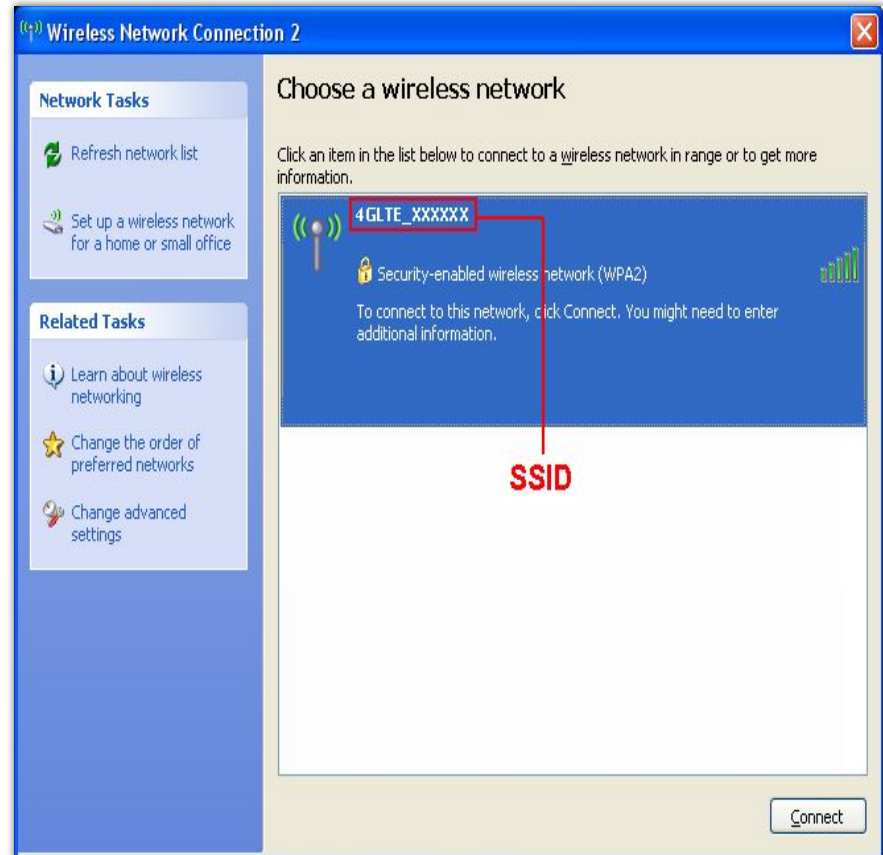 Wireless Network Connection 2
Network Tasks
Refresh network list
Set up a wireless network
for a home or small office
Related Tasks
Learn about wireless
networking
Change the order of
preferred networks
Change advanced
settings
Choose a wireless network
Click an item in the list below to connect to a wireless network in range or to get more
information.
4GLTE_XXXXXX
Security-enabled wireless network (WPA2)
To connect to this network, click Connect. You might need to enter
additional information.
SSID
Connect